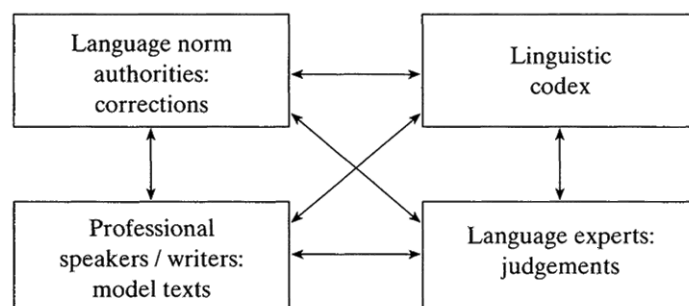 Language norm
authorities:
corrections
Linguistic
codex
Professional
speakers / writers:
model texts
Language experts:
judgements